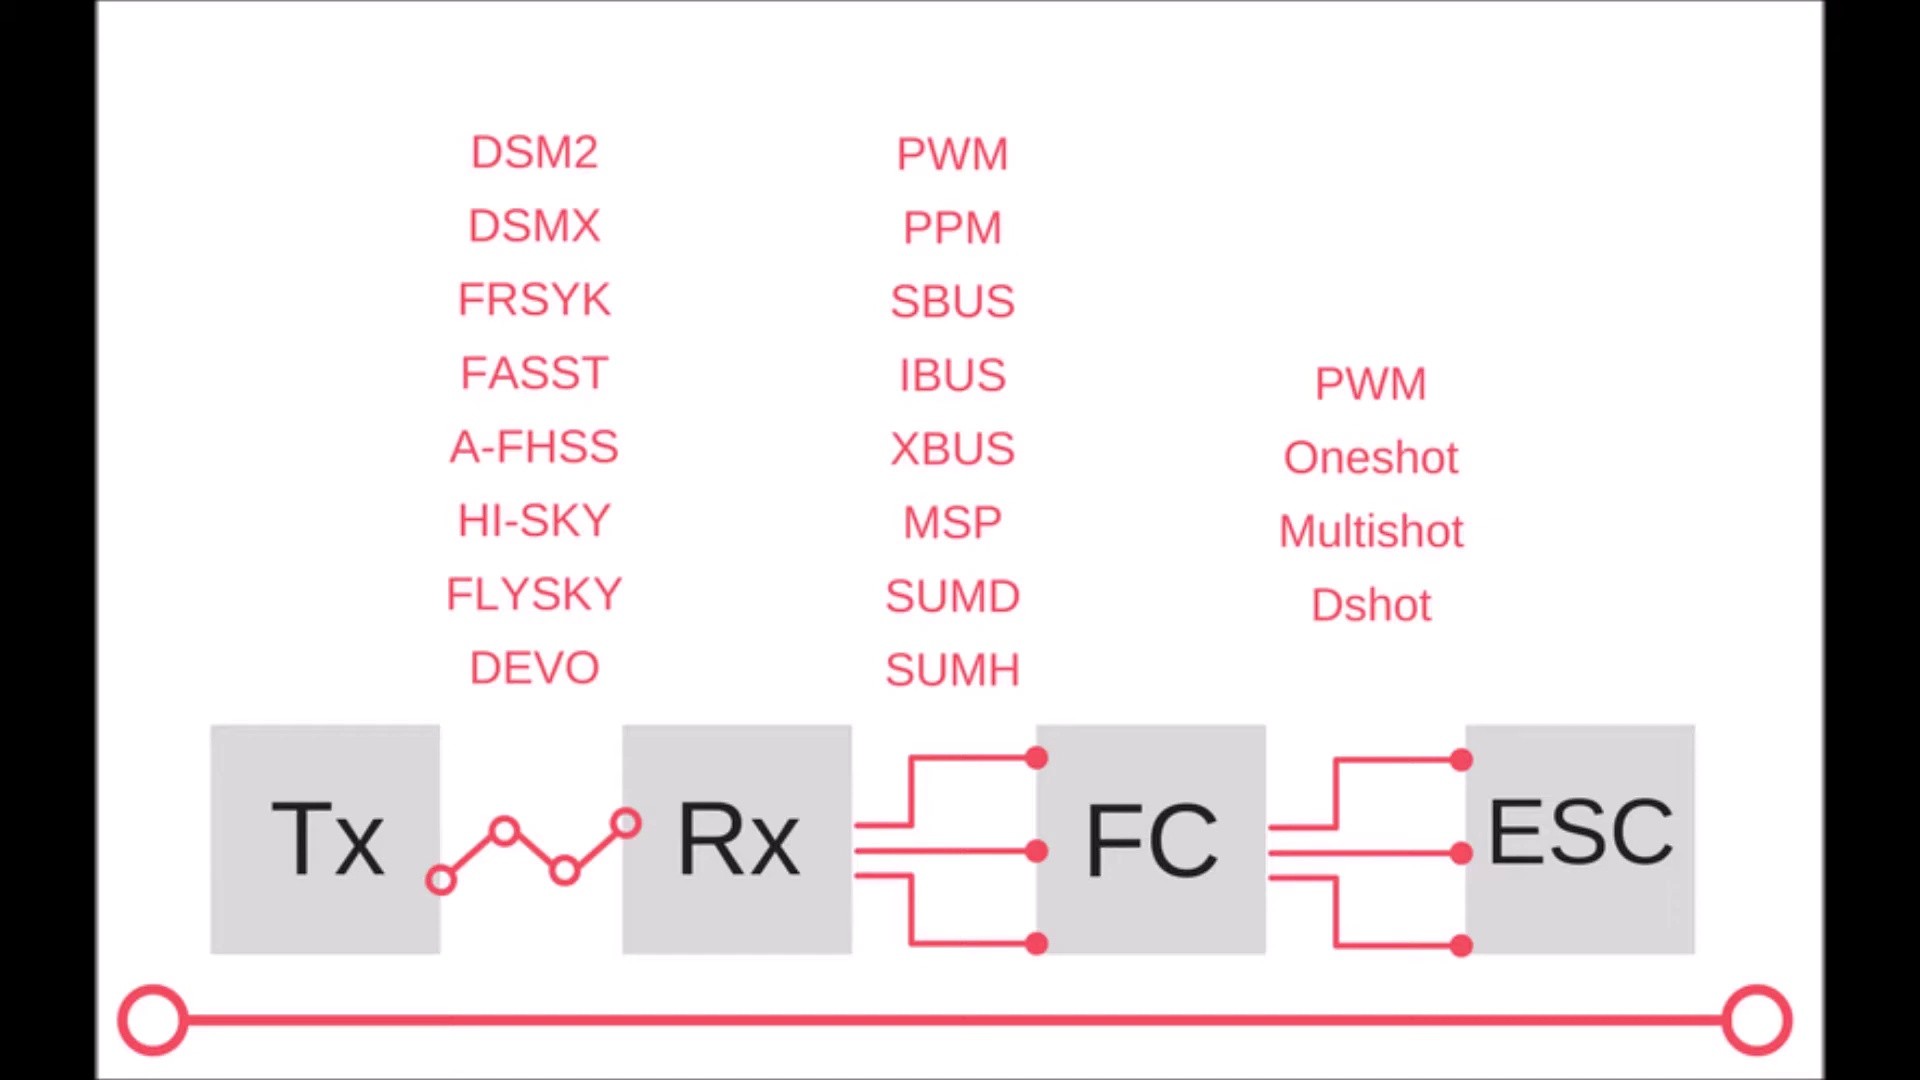 DSM2
DSMX
FRSYK
FASST
A-FHSS
HI-SKY
FLYSKY
DEVO
PWM
PPM
SBUS
IBUS
XBUS
MSP
SUMD
SUMH
PWM
Oneshot
Multishot
Dshot
Tx
Rx
FC
ESC